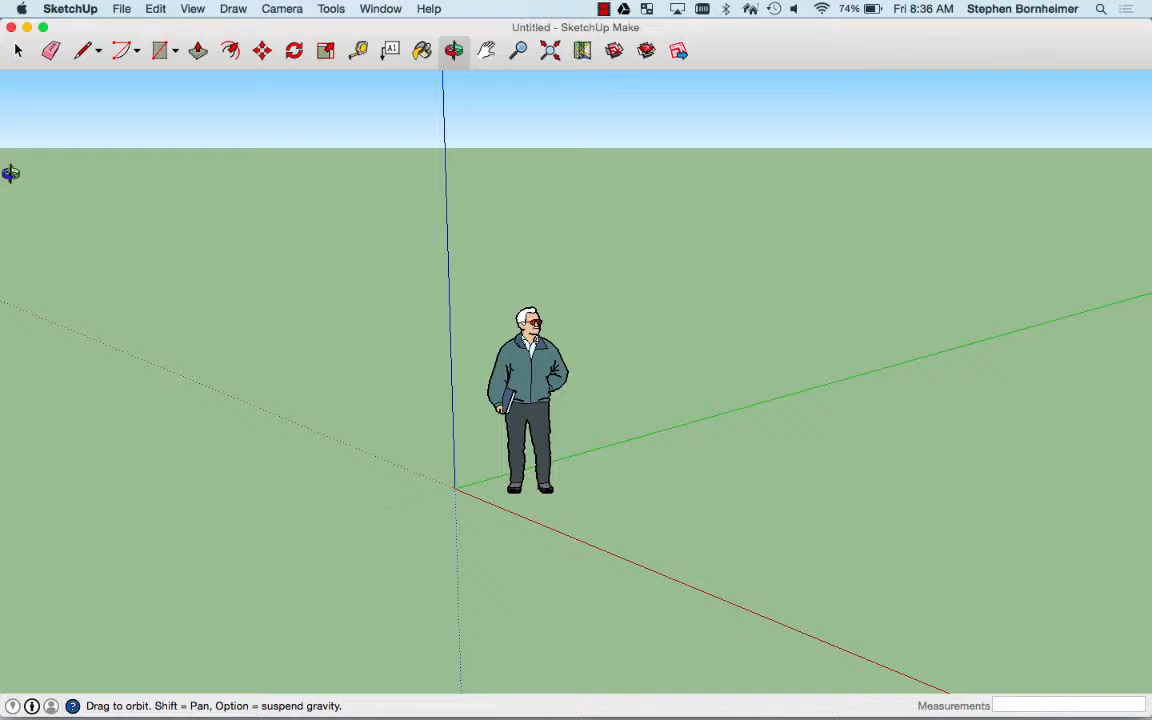 SketchUp File Edit View Draw Camera Tools Window Help 74% Fri 8:36 AM Stephen Bornheimer
Untitled - SketchUp Make
A1
Drag to orbit. Shift = Pan, Option = suspend gravity. Measurements